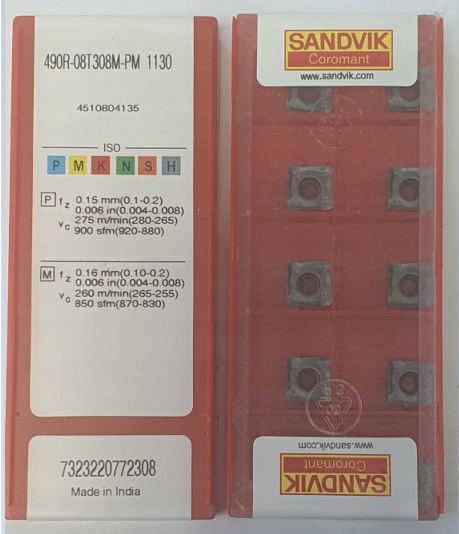 490R-08T308M-PM 1130
4510804135
ISO
P M K N S H
P fz 0.15 mm(0.1-0.2)
0.006 in(0.004-0.008)
vc 275 m/min(280-265)
900 sfm(920-880)
M fz 0.16 mm(0.10-0.2)
0.006 in(0.004-0.008)
vc 260 m/min(265-255)
850 sfm(870-830)
7323220772308
Made in India
SANDVIK
Coromant
www.sandvik.com
www.sandvik.com
Coromant
SANDVIK